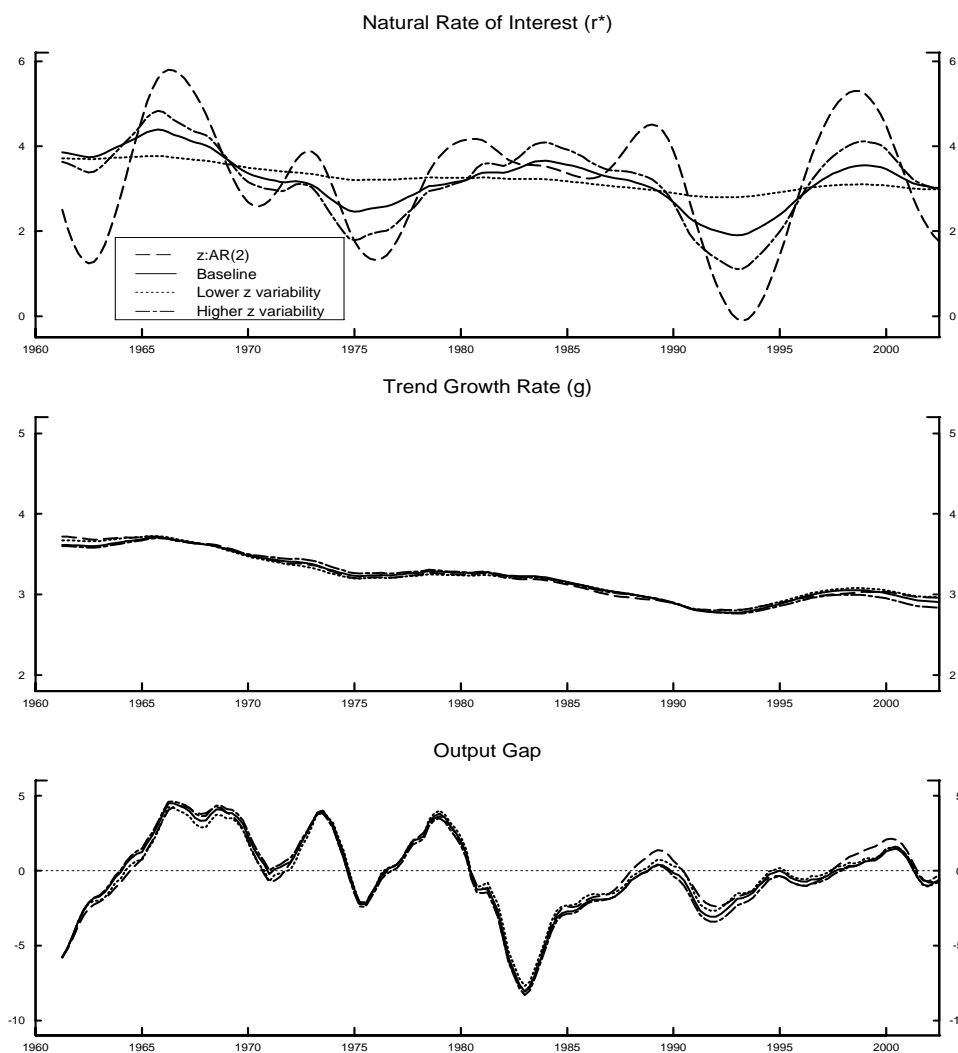 Natural Rate of Interest (r*)
6 6
4 4
2 2
0 0
z:AR(2)
Baseline
Lower z variability
Higher z variability
1960 1965 1970 1975 1980 1985 1990 1995 2000
Trend Growth Rate (g)
5 5
4 4
3 3
2 2
1960 1965 1970 1975 1980 1985 1990 1995 2000
Output Gap
5 5
0 0
-5 -5
-10 -10
1960 1965 1970 1975 1980 1985 1990 1995 2000